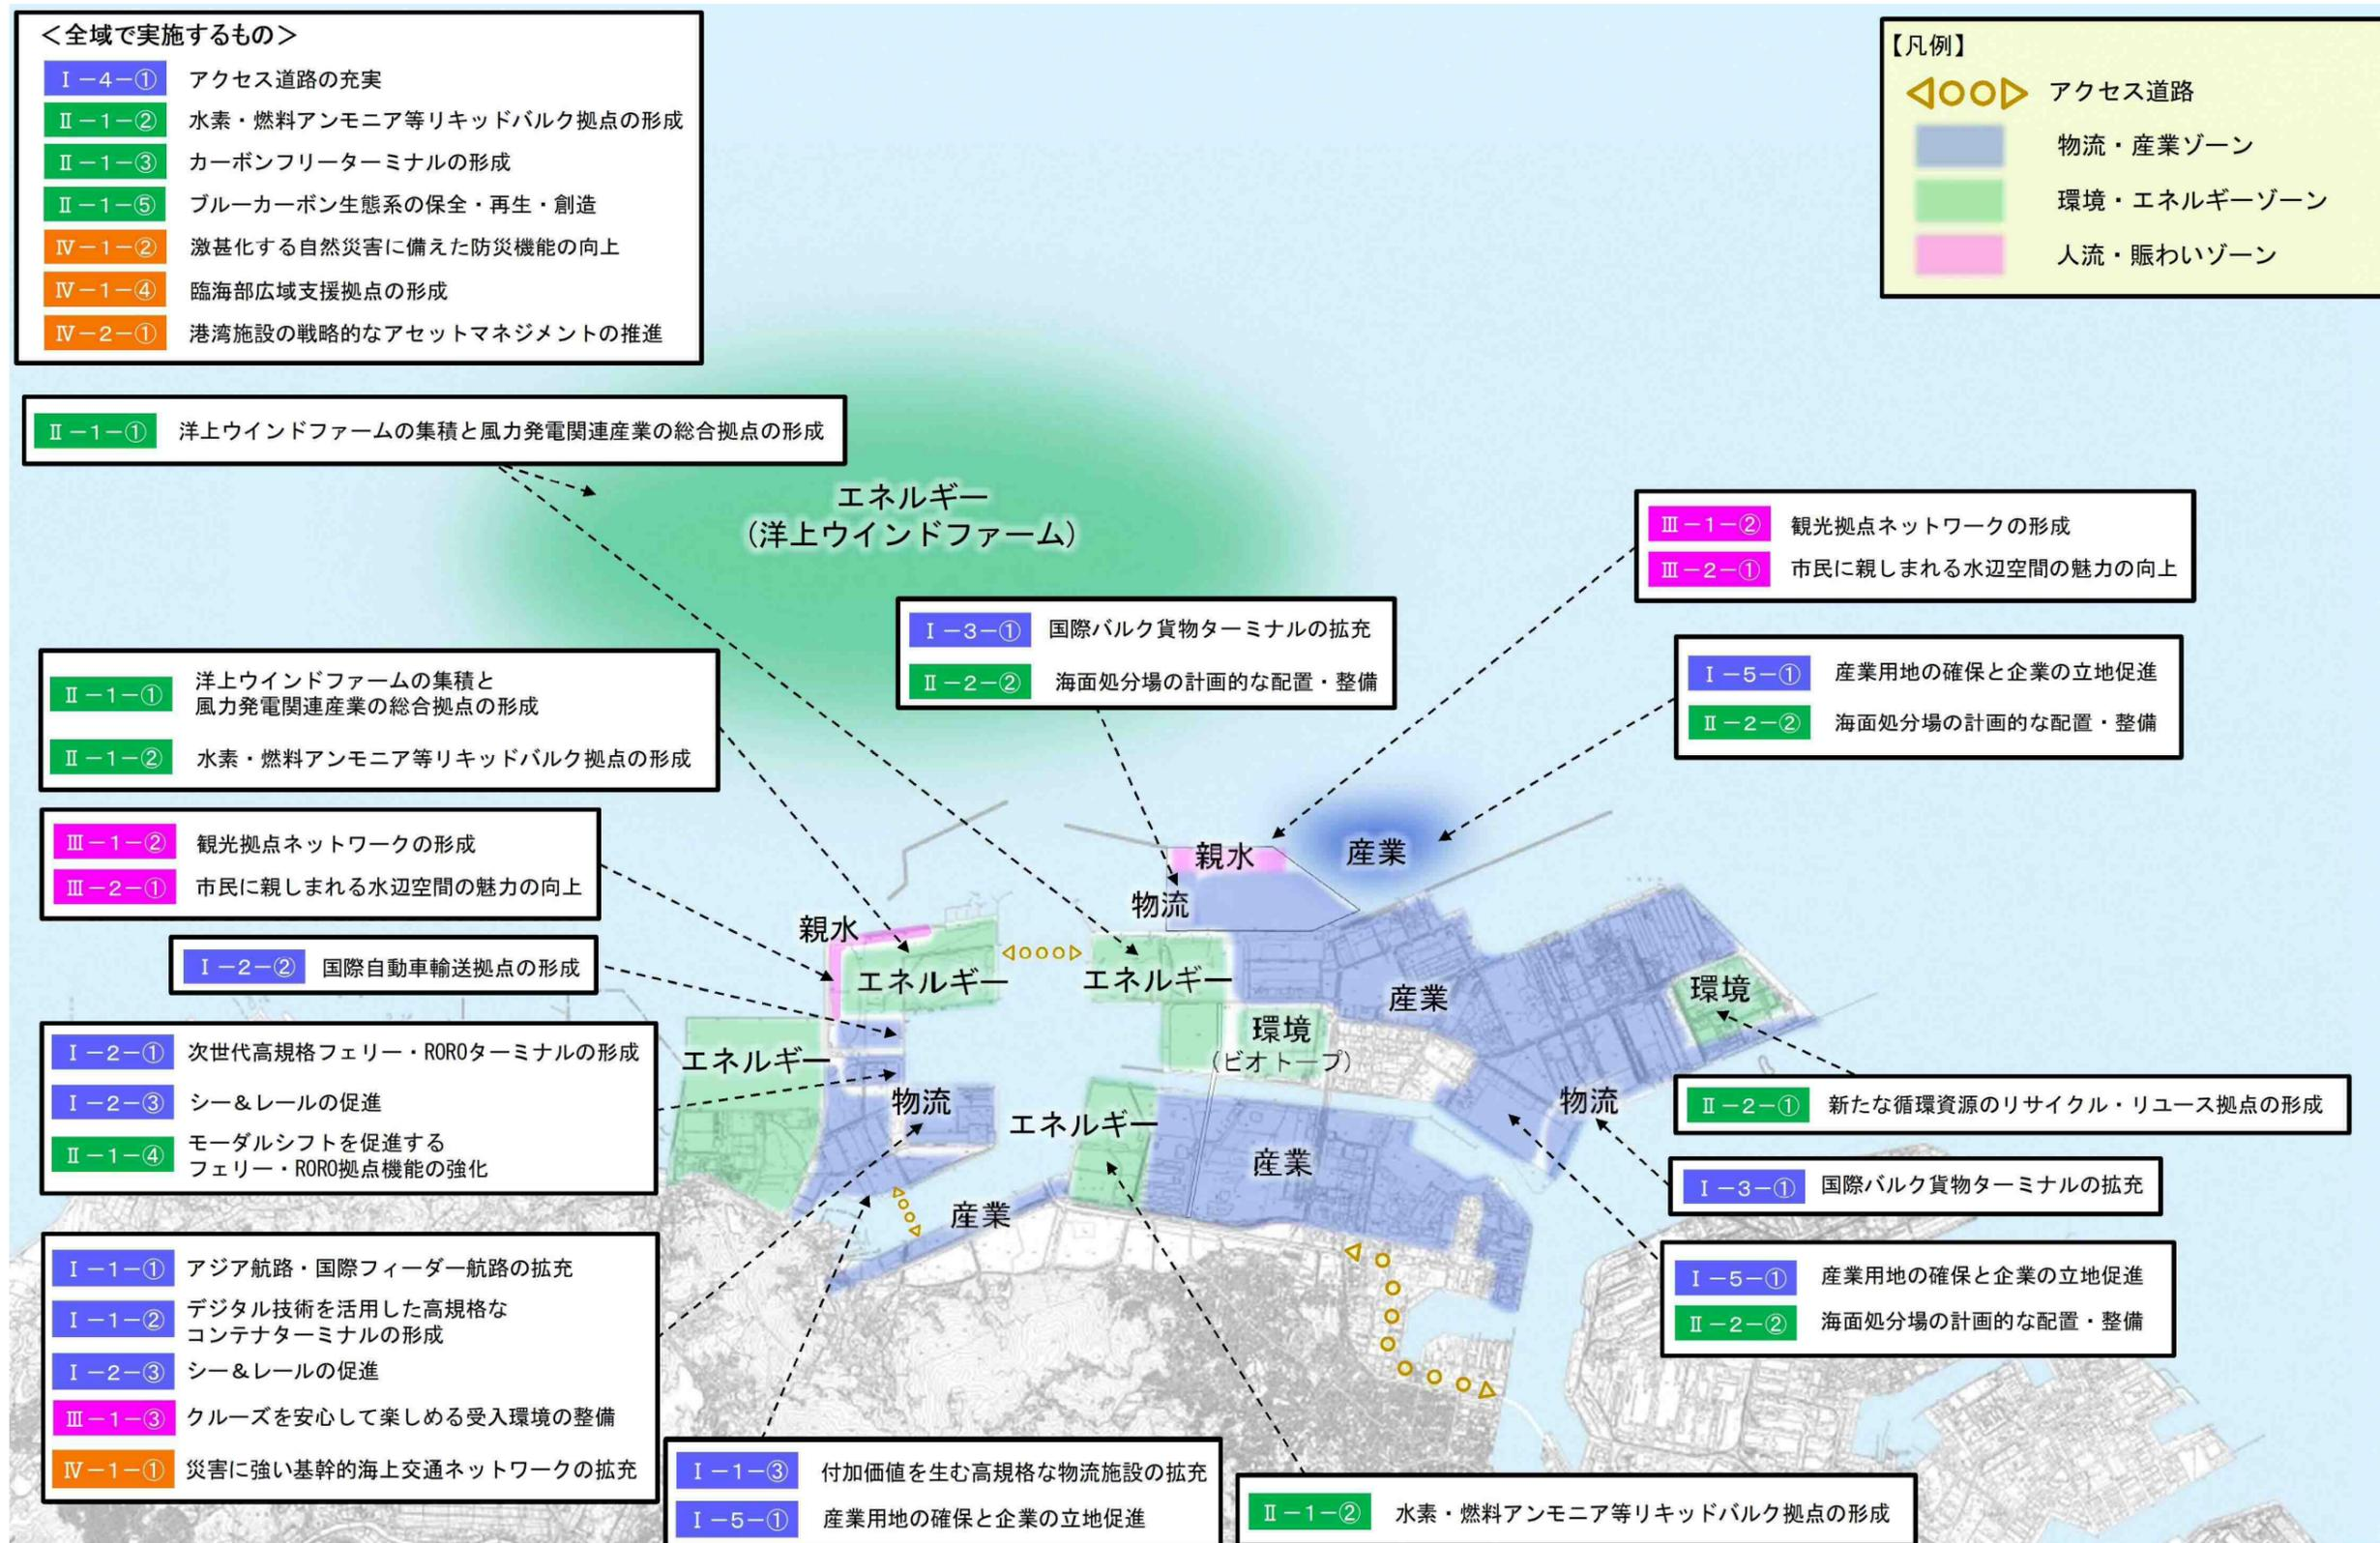 ＜全域で実施するもの＞
Ⅰ－４－① アクセス道路の充実
Ⅱ－１－② 水素・燃料アンモニア等リキッドバルク拠点の形成
Ⅱ－１－③ カーボンフリーターミナルの形成
Ⅱ－１－⑤ ブルーカーボン生態系の保全・再生・創造
Ⅳ－１－② 激甚化する自然災害に備えた防災機能の向上
Ⅳ－１－④ 臨海部広域支援拠点の形成
Ⅳ－２－① 港湾施設の戦略的なアセットマネジメントの推進
【凡例】
アクセス道路
物流・産業ゾーン
環境・エネルギーゾーン
人流・賑わいゾーン
Ⅱ－１－① 洋上ウインドファームの集積と風力発電関連産業の総合拠点の形成
エネルギー
（洋上ウインドファーム）
Ⅲ－１－② 観光拠点ネットワークの形成
Ⅲ－２－① 市民に親しまれる水辺空間の魅力の向上
Ⅰ－３－① 国際バルク貨物ターミナルの拡充
Ⅱ－２－② 海面処分場の計画的な配置・整備
Ⅰ－５－① 産業用地の確保と企業の立地促進
Ⅱ－２－② 海面処分場の計画的な配置・整備
Ⅱ－１－① 洋上ウインドファームの集積と
風力発電関連産業の総合拠点の形成
Ⅱ－１－② 水素・燃料アンモニア等リキッドバルク拠点の形成
Ⅲ－１－② 観光拠点ネットワークの形成
Ⅲ－２－① 市民に親しまれる水辺空間の魅力の向上
親水
産業
物流
親水
Ⅰ－２－② 国際自動車輸送拠点の形成
エネルギー
エネルギー
産業
環境
環境
（ビオトープ）
エネルギー
物流
エネルギー
産業
物流
産業
Ⅰ－２－① 次世代高規格フェリー・ROROターミナルの形成
Ⅰ－２－③ シー＆レールの促進
Ⅱ－１－④ モーダルシフトを促進する
フェリー・RORO拠点機能の強化
Ⅱ－２－① 新たな循環資源のリサイクル・リユース拠点の形成
Ⅰ－３－① 国際バルク貨物ターミナルの拡充
Ⅰ－５－① 産業用地の確保と企業の立地促進
Ⅱ－２－② 海面処分場の計画的な配置・整備
Ⅰ－１－① アジア航路・国際フィーダー航路の拡充
Ⅰ－１－② デジタル技術を活用した高規格な
コンテナターミナルの形成
Ⅰ－２－③ シー＆レールの促進
Ⅲ－１－③ クルーズを安心して楽しめる受入環境の整備
Ⅳ－１－① 災害に強い基幹的海上交通ネットワークの拡充
Ⅰ－１－③ 付加価値を生む高規格な物流施設の拡充
Ⅰ－５－① 産業用地の確保と企業の立地促進
Ⅱ－１－② 水素・燃料アンモニア等リキッドバルク拠点の形成